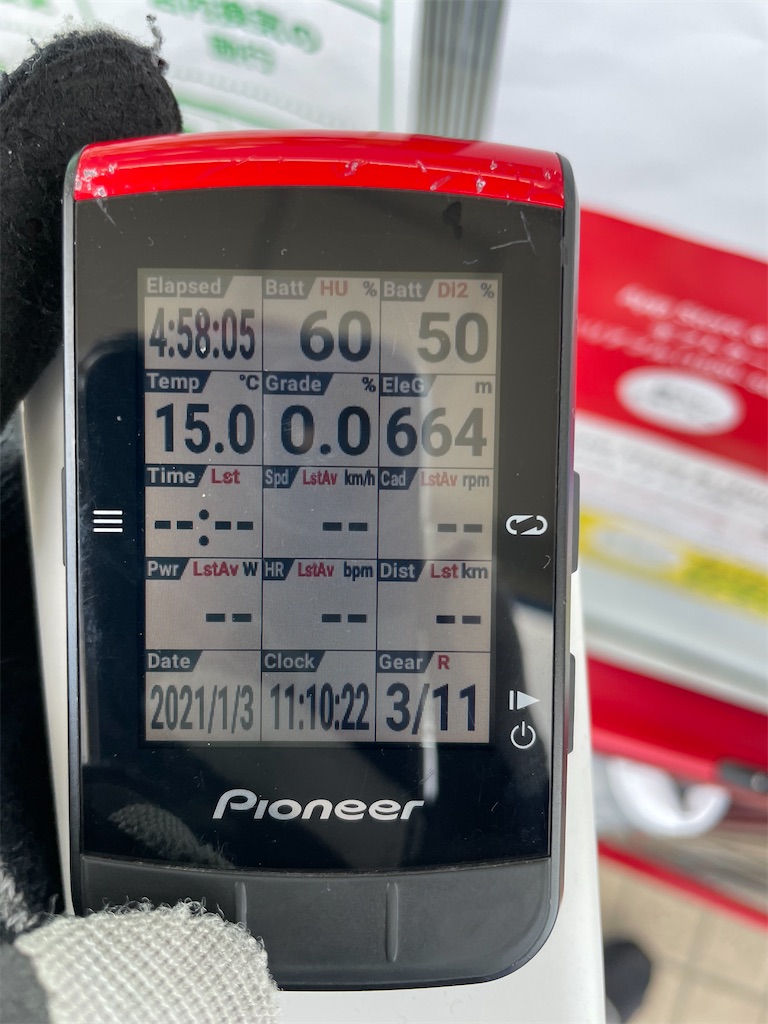 Elapsed Batt HU % Batt Di2 %
4:58:05 60 50
Temp °C Grade % EleG m
15.0 0.0 664
Time Lst Spd LstAv km/h Cad LstAv rpm
--:-- -- --
Pwr LstAv W HR LstAv bpm Dist Lst km
-- -- --
Date Clock Gear R
2021/1/3 11:10:22 3/11
Pioneer